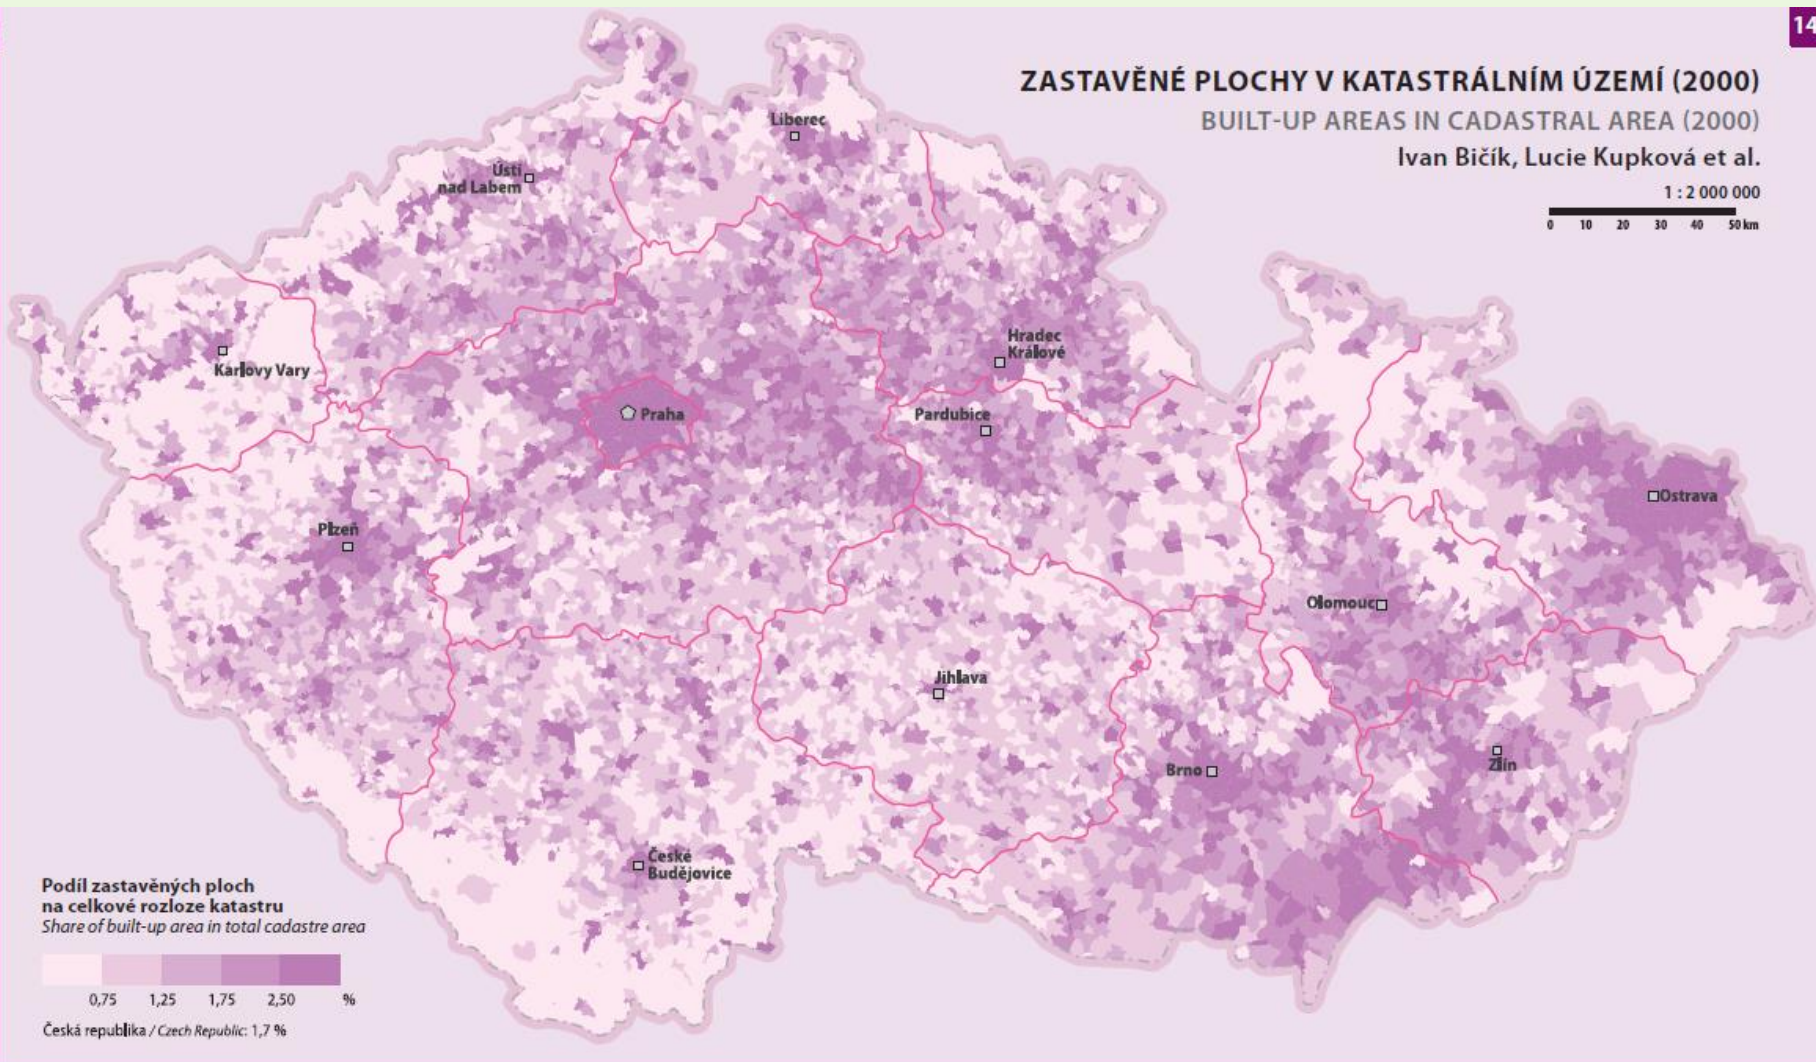 14
ZASTAVĚNÉ PLOCHY V KATASTRÁLNÍM ÚZEMÍ (2000)
BUILT-UP AREAS IN CADASTRAL AREA (2000)
Ivan Bičík, Lucie Kupková et al.
1 : 2 000 000
0 10 20 30 40 50 km
Liberec
Ústí
nad Labem
Karlovy Vary
Hradec
Králové
Praha
Pardubice
Ostrava
Plzeň
Olomouc
Jihlava
Brno
Zlín
České
Budějovice
Podíl zastavěných ploch
na celkové rozloze katastru
Share of built-up area in total cadastre area
0,75 1,25 1,75 2,50 %
Česká republika / Czech Republic: 1,7 %